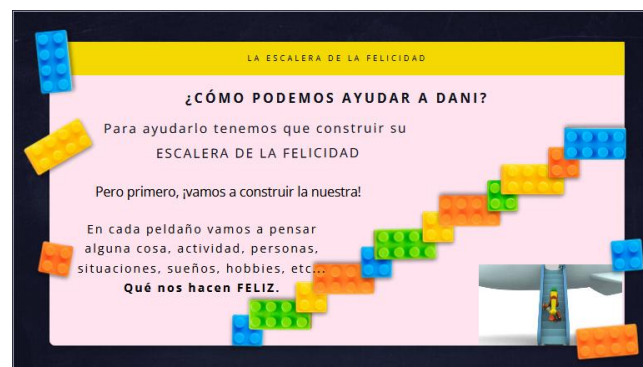 LA ESCALERA DE LA FELICIDAD
¿CÓMO PODEMOS AYUDAR A DANI?
Para ayudarlo tenemos que construir su
ESCALERA DE LA FELICIDAD
Pero primero, ¡vamos a construir la nuestra!
En cada peldaño vamos a pensar
alguna cosa, actividad, personas,
situaciones, sueños, hobbies, etc...
Qué nos hacen FELIZ.